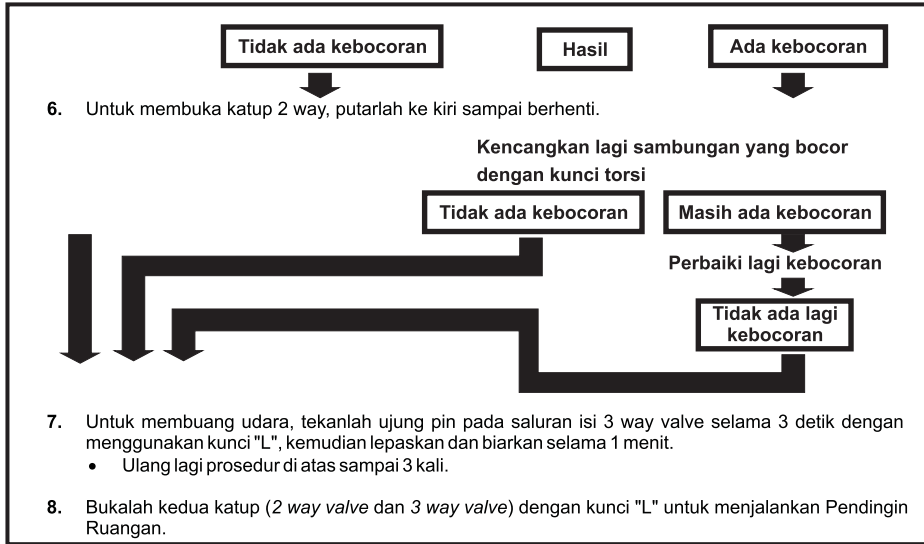 Tidak ada kebocoran
Hasil
Ada kebocoran
6. Untuk membuka katup 2 way, putarlah ke kiri sampai berhenti.
Kencangkan lagi sambungan yang bocor
dengan kunci torsi
Tidak ada kebocoran
Masih ada kebocoran
Perbaiki lagi kebocoran
Tidak ada lagi
kebocoran
7. Untuk membuang udara, tekanlah ujung pin pada saluran isi 3 way valve selama 3 detik dengan
menggunakan kunci "L", kemudian lepaskan dan biarkan selama 1 menit.
• Ulang lagi prosedur di atas sampai 3 kali.
8. Bukalah kedua katup (2 way valve dan 3 way valve) dengan kunci "L" untuk menjalankan Pendingin
Ruangan.